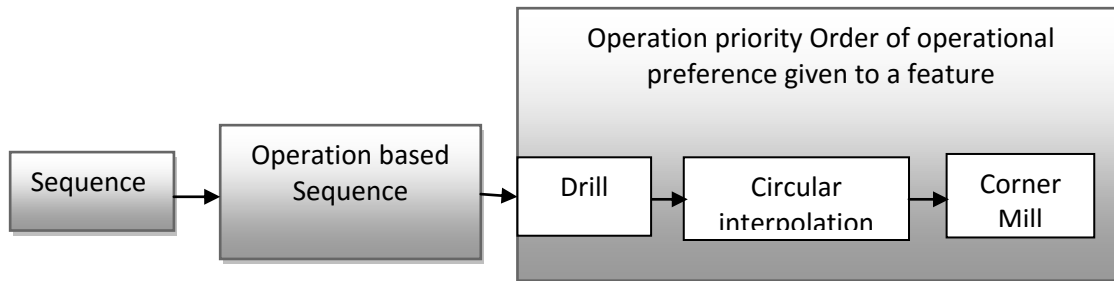 Operation priority Order of operational
preference given to a feature
Sequence
Operation based
Sequence
Drill
Circular
interpolation
Corner
Mill